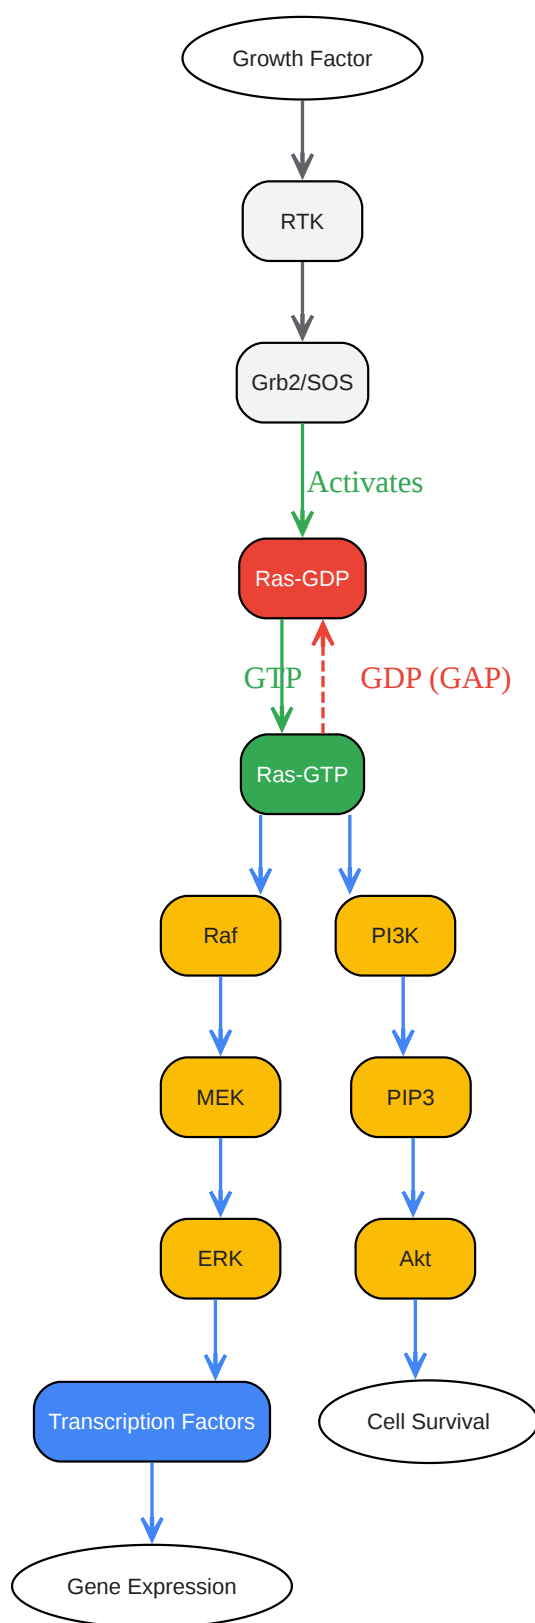 Growth Factor
RTK
Grb2/SOS
Activates
Ras-GDP
GTP
GDP (GAP)
Ras-GTP
Raf
PI3K
MEK
PIP3
ERK
Akt
Transcription Factors
Cell Survival
Gene Expression